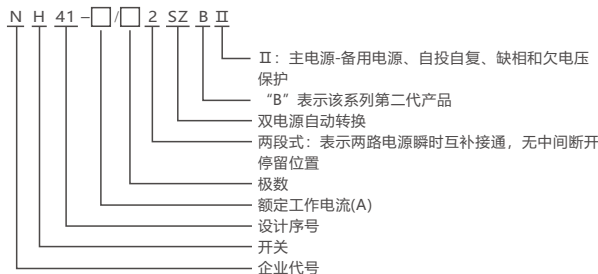 N H 41-□/□ 2 SZ B Ⅱ
Ⅱ：主电源-备用电源、自投自复、缺相和欠电压
保护
“B”表示该系列第二代产品
双电源自动转换
两段式：表示两路电源瞬时互补接通，无中间断开
停留位置
极数
额定工作电流(A)
设计序号
开关
企业代号